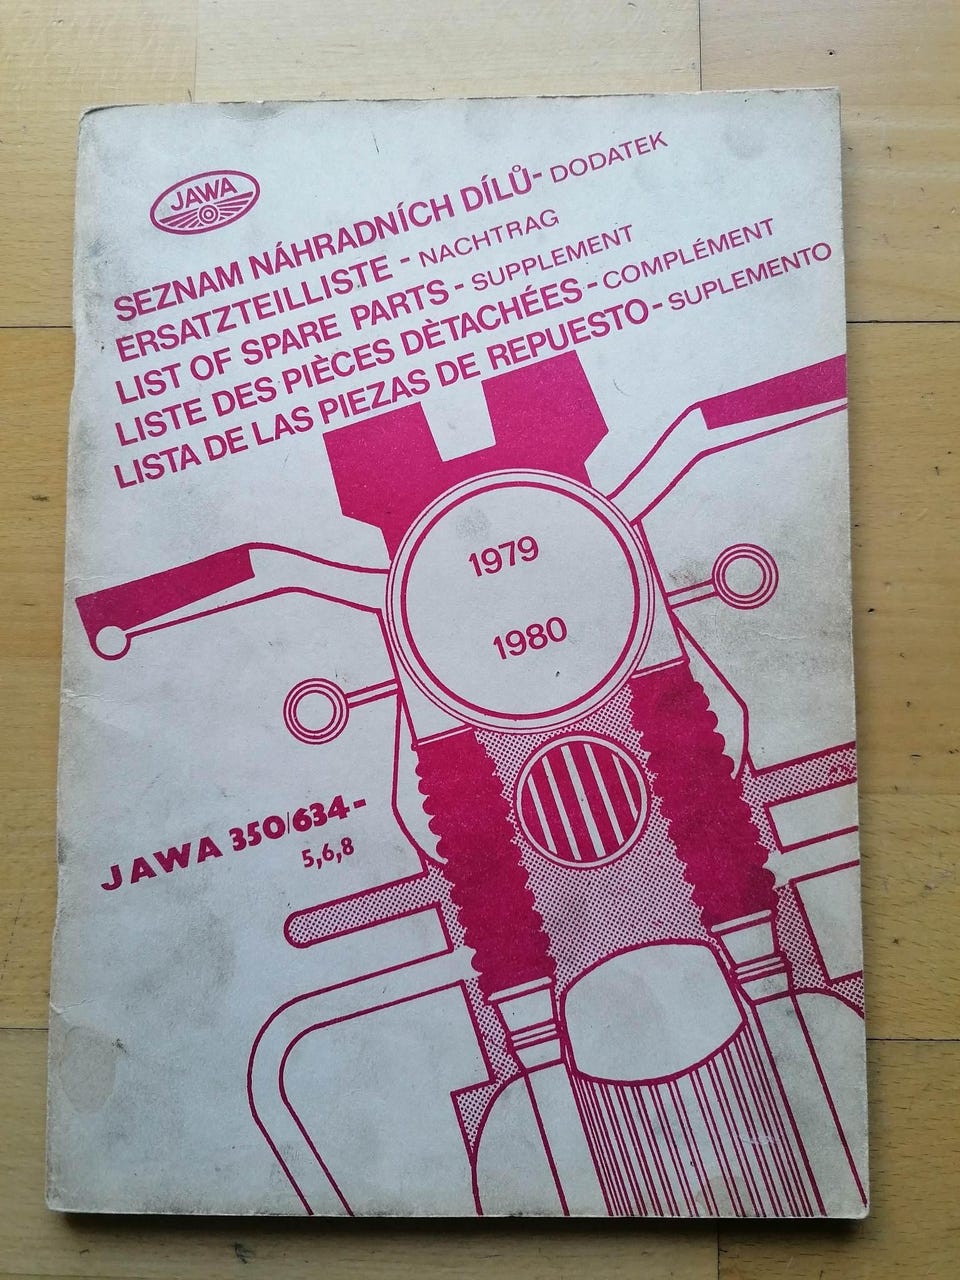 JAWA
SEZNAM NÁHRADNÍCH DÍLŮ - DODATEK
ERSATZTEILLISTE - NACHTRAG
LIST OF SPARE PARTS - SUPPLEMENT
LISTE DES PIÈCES DÈTACHÉES - COMPLÉMENT
LISTA DE LAS PIEZAS DE REPUESTO - SUPLEMENTO
1979
1980
JAWA 350/634-
5,6,8